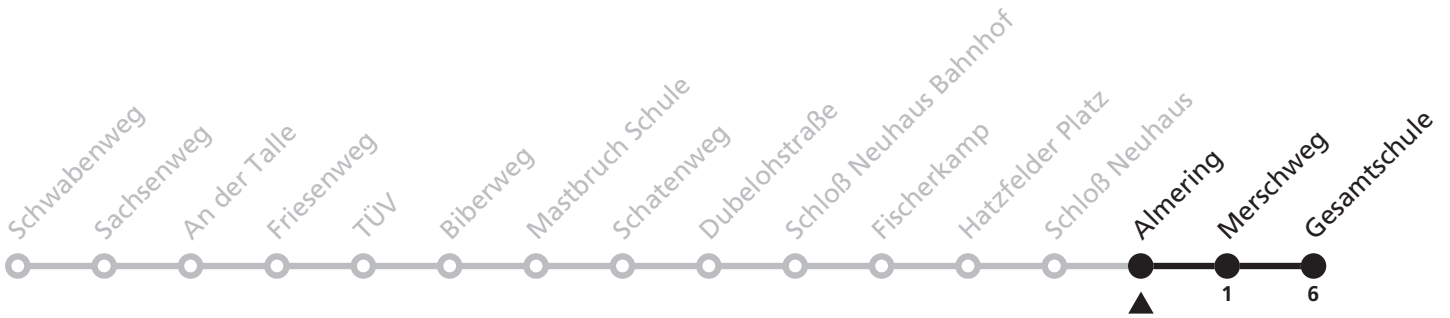 Schwabenweg
Sachsenweg
An der Talle
Friesenweg
TÜV
Biberweg
Mastbruch Schule
Schatenweg
Dubelohstraße
Schloß Neuhaus Bahnhof
Fischerkamp
Hatzfelder Platz
Schloß Neuhaus
Almering
Merschweg
Gesamtschule
1
6